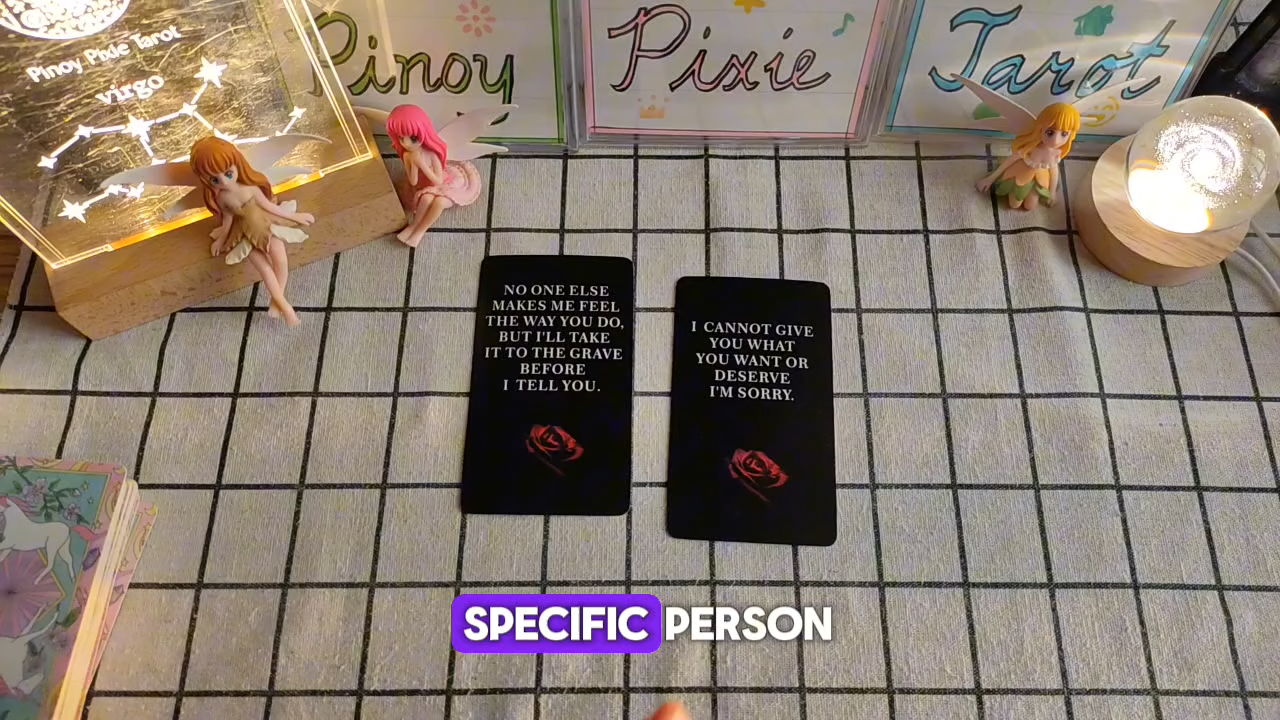 Pinoy Pixie Tarot
virgo
Pinoy
Pixie
Tarot
NO ONE ELSE
MAKES ME FEEL
THE WAY YOU DO,
BUT I'LL TAKE
IT TO THE GRAVE
BEFORE
I TELL YOU.
I CANNOT GIVE
YOU WHAT
YOU WANT OR
DESERVE
I'M SORRY.
SPECIFIC PERSON